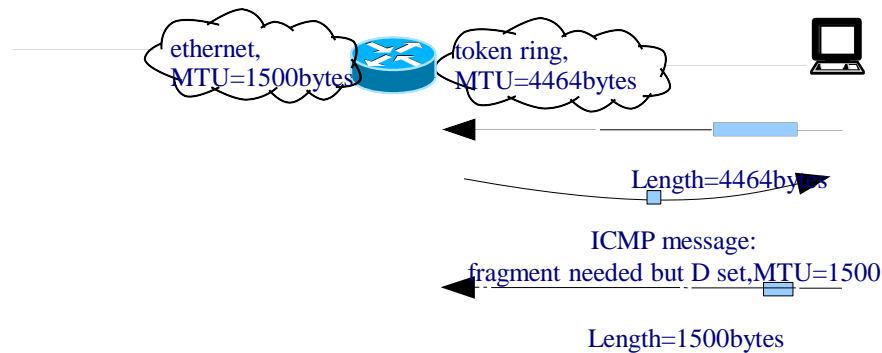 ethernet,
MTU=1500bytes
token ring,
MTU=4464bytes
Length=4464bytes
ICMP message:
fragment needed but D set,MTU=1500
Length=1500bytes